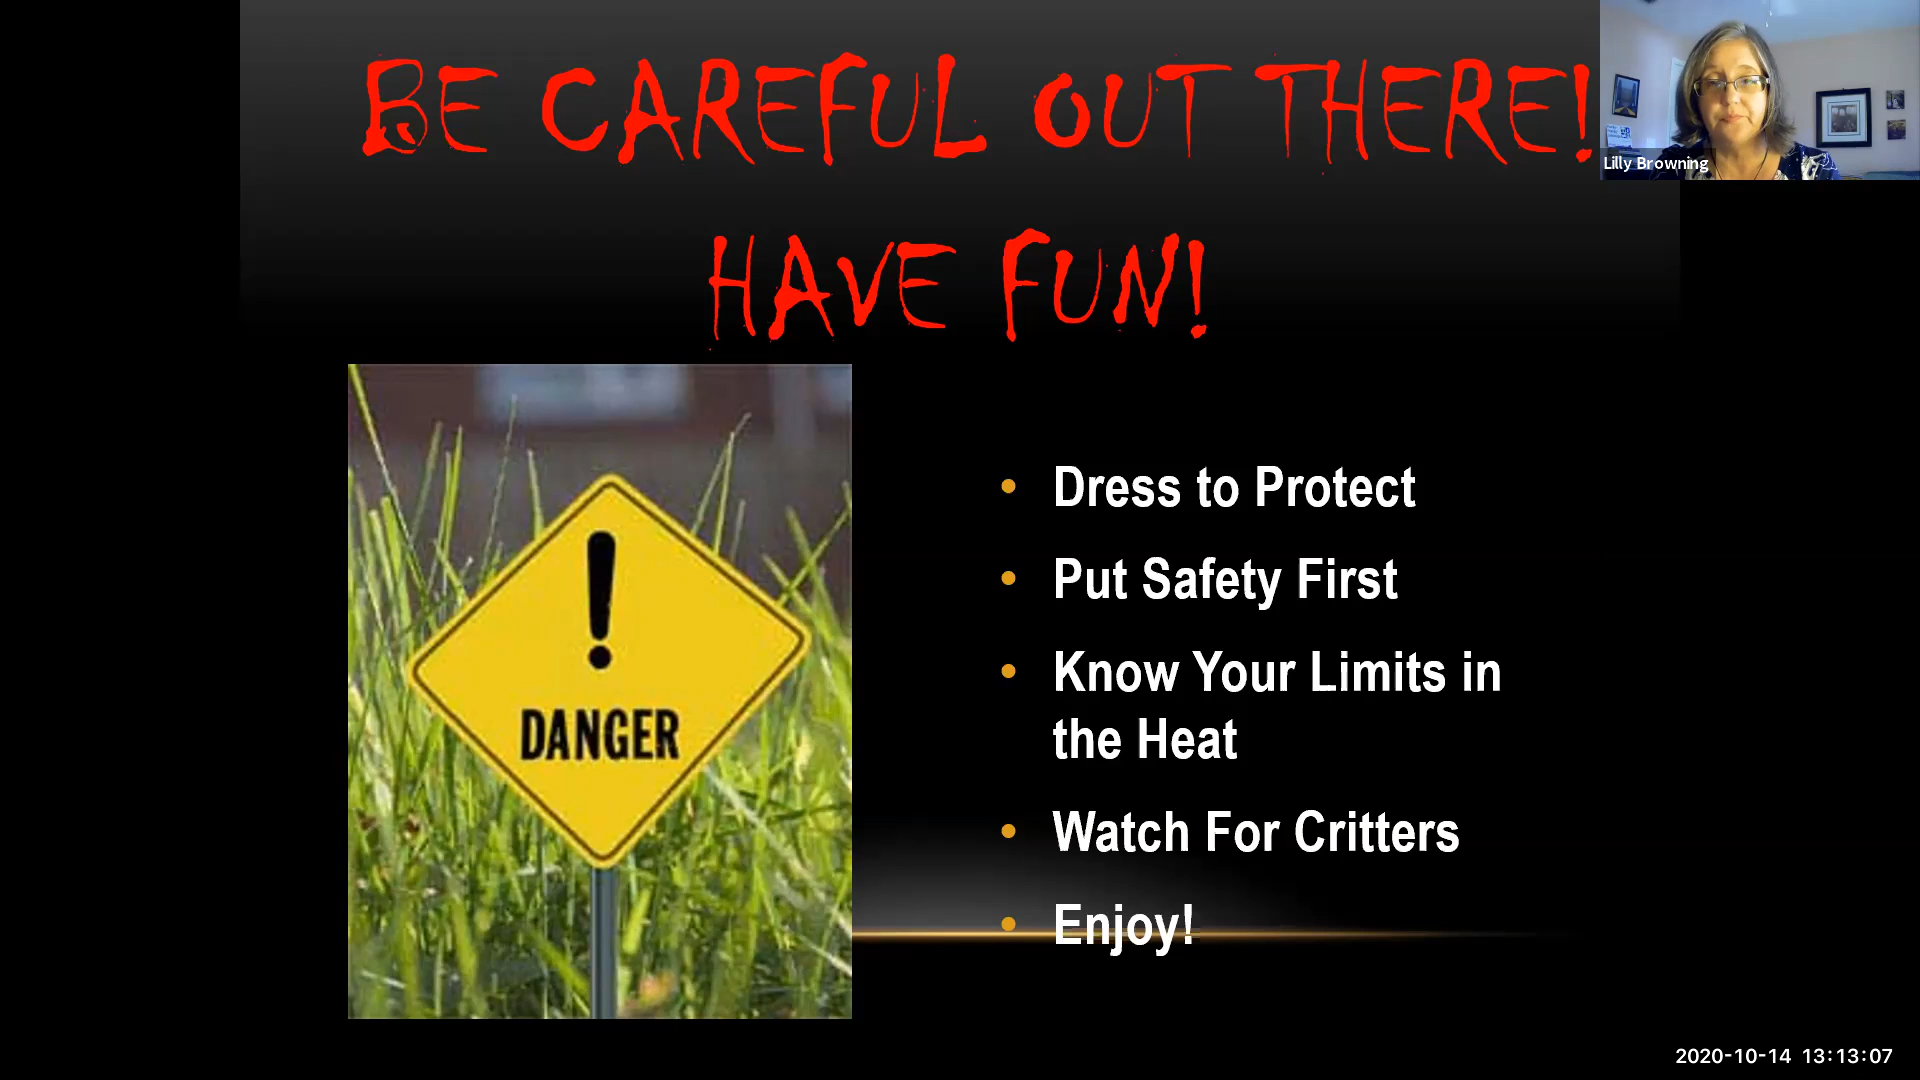 BE CAREFUL OUT THERE!
HAVE FUN!
Lilly Browning
DANGER
• Dress to Protect
• Put Safety First
• Know Your Limits in
the Heat
• Watch For Critters
• Enjoy!
2020-10-14 13:13:07